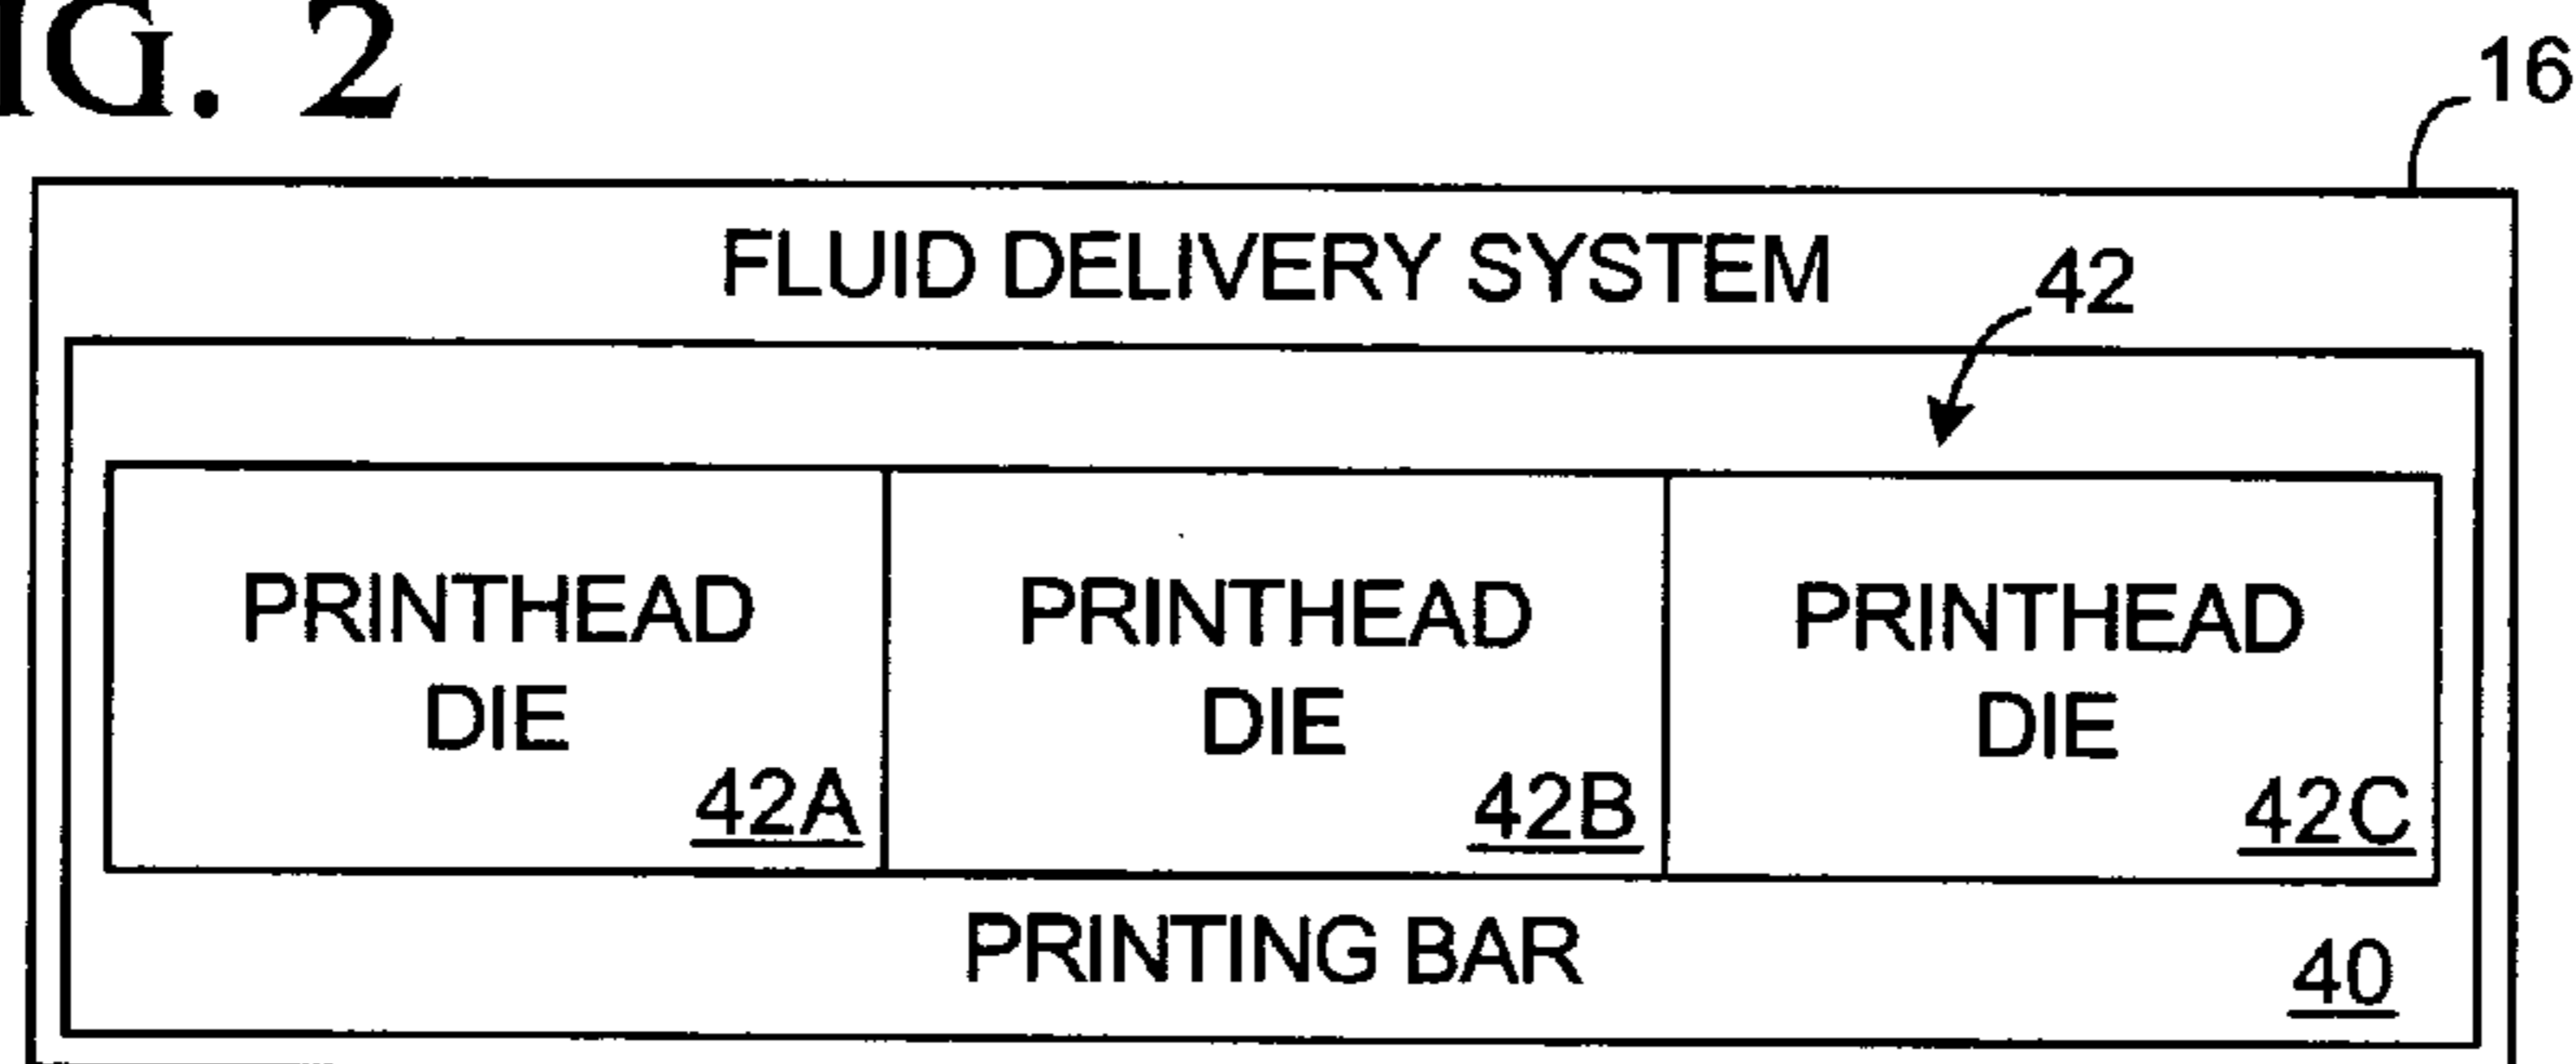 IG. 2
16
FLUID DELIVERY SYSTEM
42
PRINTHEAD DIE 42A
PRINTHEAD DIE 42B
PRINTHEAD DIE 42C
PRINTING BAR
40